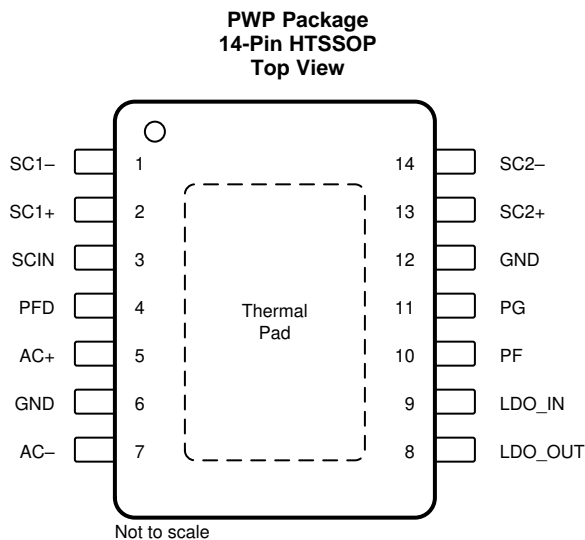 PWP Package
14-Pin HTSSOP
Top View
SC1– 1 14 SC2–
SC1+ 2 13 SC2+
SCIN 3 12 GND
PFD 4 11 PG
AC+ 5 10 PF
GND 6 9 LDO_IN
AC– 7 8 LDO_OUT
Thermal
Pad
Not to scale